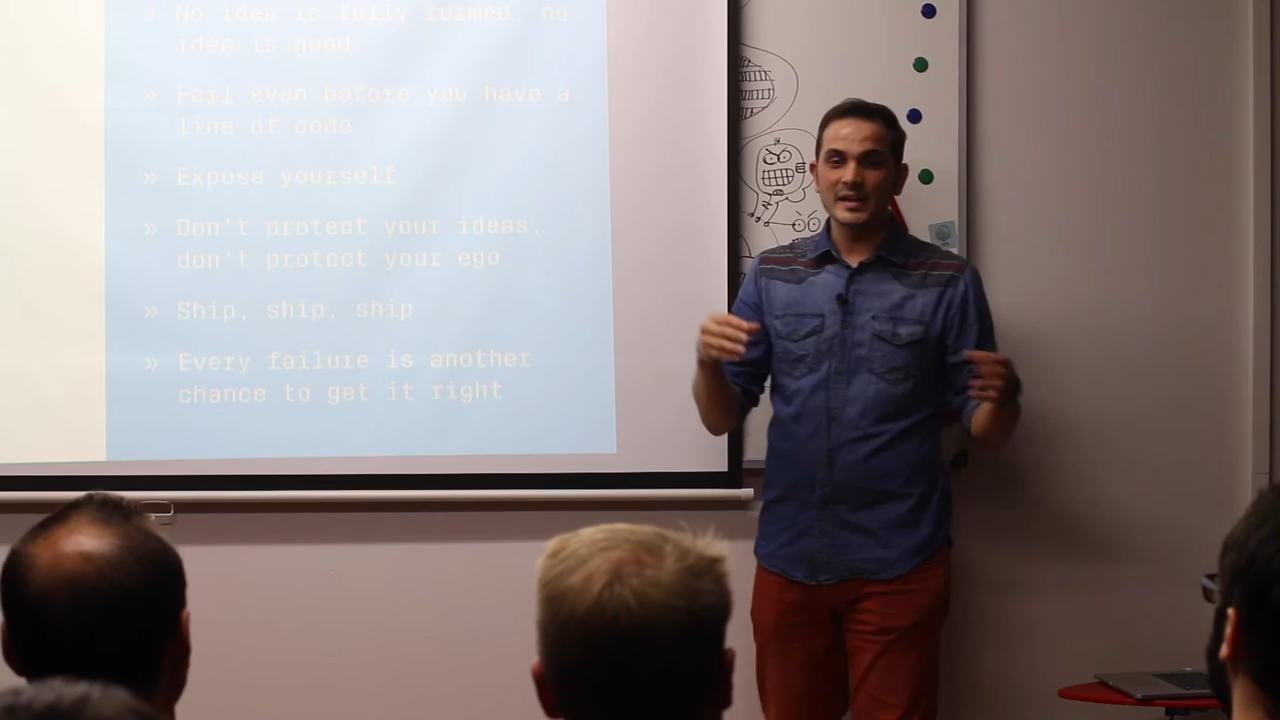 » No idea is fully formed, no
idea is good
» Fail even before you have a
line of code
» Expose yourself
» Don't protect your ideas,
don't protect your ego
» Ship, ship, ship
» Every failure is another
chance to get it right